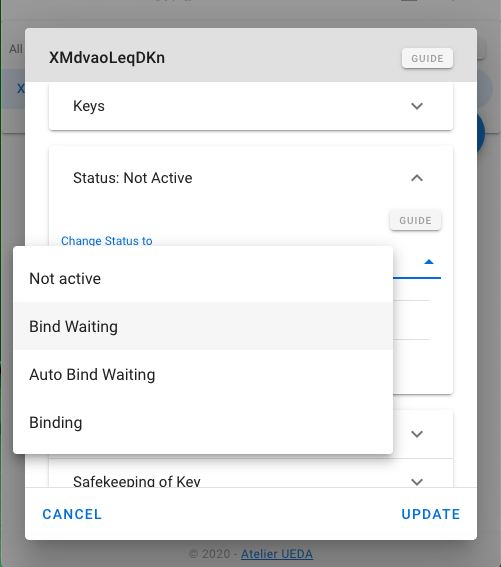 All
XMdvaoLeqDKn
GUIDE
X
Keys
Status: Not Active
GUIDE
Change Status to
Not active
Bind Waiting
Auto Bind Waiting
Binding
Safekeeping of Key
CANCEL
UPDATE
© 2020 - Atelier UEDA